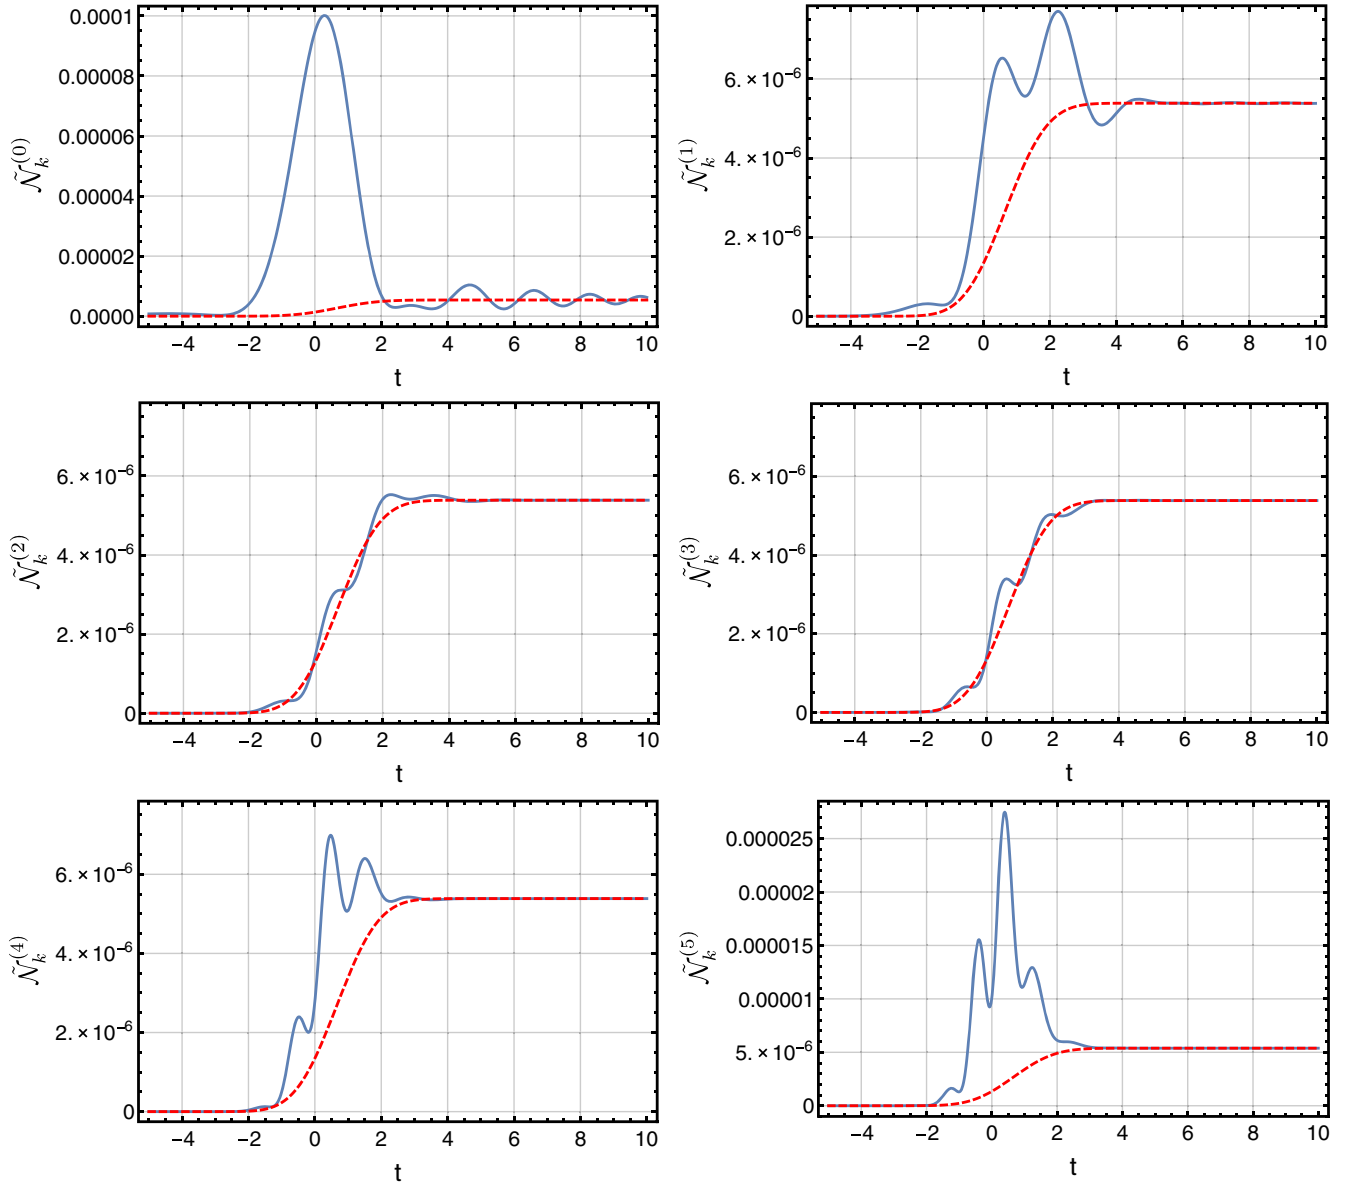 0.0001
0.00008
0.00006
0.00004
0.00002
0.0000
−4 −2 0 2 4 6 8 10
t
Ñ_k^(0)
6.×10^-6
4.×10^-6
2.×10^-6
0
−4 −2 0 2 4 6 8 10
t
Ñ_k^(1)
6.×10^-6
4.×10^-6
2.×10^-6
0
−4 −2 0 2 4 6 8 10
t
Ñ_k^(2)
6.×10^-6
4.×10^-6
2.×10^-6
0
−4 −2 0 2 4 6 8 10
t
Ñ_k^(3)
6.×10^-6
4.×10^-6
2.×10^-6
0
−4 −2 0 2 4 6 8 10
t
Ñ_k^(4)
0.000025
0.00002
0.000015
0.00001
5.×10^-6
0
−4 −2 0 2 4 6 8 10
t
Ñ_k^(5)